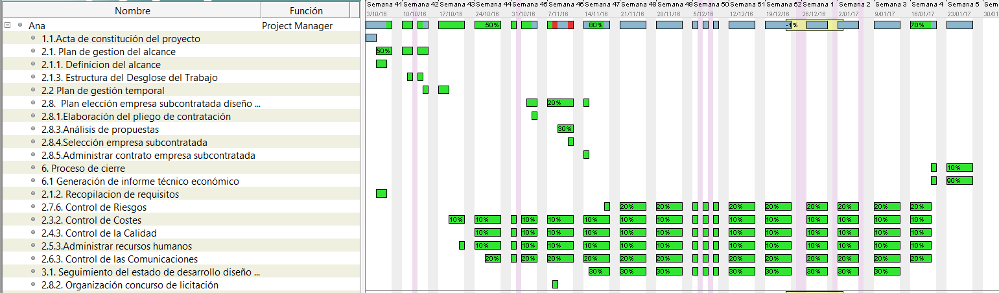 Nombre Función
Semana 41 Semana 42 Semana 43 Semana 44 Semana 45 Semana 46 Semana 47 Semana 48 Semana 49 Semana 50 Semana 51 Semana 52 Semana 1 Semana 2 Semana 3 Semana 4 Semana 5 Sem
3/10/16 10/10/16 17/10/16 24/10/16 31/10/16 7/11/16 14/11/16 21/11/16 28/11/16 5/12/16 12/12/16 19/12/16 26/12/16 2/01/17 9/01/17 16/01/17 23/01/17 30/01
Ana Project Manager 50% 80% -1% 70%
1.1.Acta de constitución del proyecto
2.1. Plan de gestion del alcance 50%
2.1.1. Definicion del alcance
2.1.3. Estructura del Desglose del Trabajo
2.2 Plan de gestión temporal
2.8. Plan elección empresa subcontratada diseño ... 20%
2.8.1.Elaboración del pliego de contratación
2.8.3.Análisis de propuestas 30%
2.8.4.Selección empresa subcontratada
2.8.5.Administrar contrato empresa subcontratada
6. Proceso de cierre 10%
6.1 Generación de informe técnico económico 90%
2.1.2. Recopilacion de requisitos
2.7.6. Control de Riesgos 20% 20% 20% 20% 20% 20% 20% 20%
2.3.2. Control de Costes 10% 10% 10% 10% 10% 10% 10% 10% 10% 10% 10% 10% 10%
2.4.3. Control de la Calidad 10% 10% 10% 10% 10% 10% 10% 10% 10% 10% 10% 10%
2.5.3.Administrar recursos humanos 10% 10% 10% 10% 10% 10% 10% 10% 10% 10% 10% 10%
2.6.3. Control de las Comunicaciones 20% 20% 20% 20% 20% 20% 20% 20% 20% 20% 20% 20%
3.1. Seguimiento del estado de desarrollo diseño ... 30% 30% 30% 30% 30% 30% 30% 30%
2.8.2. Organización concurso de licitación